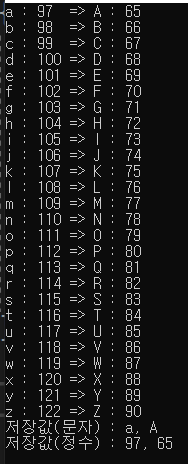 a : 97  => A : 65
b : 98  => B : 66
c : 99  => C : 67
d : 100 => D : 68
e : 101 => E : 69
f : 102 => F : 70
g : 103 => G : 71
h : 104 => H : 72
i : 105 => I : 73
j : 106 => J : 74
k : 107 => K : 75
l : 108 => L : 76
m : 109 => M : 77
n : 110 => N : 78
o : 111 => O : 79
p : 112 => P : 80
q : 113 => Q : 81
r : 114 => R : 82
s : 115 => S : 83
t : 116 => T : 84
u : 117 => U : 85
v : 118 => V : 86
w : 119 => W : 87
x : 120 => X : 88
y : 121 => Y : 89
z : 122 => Z : 90
저장값(문자) : a, A
저장값(정수) : 97, 65